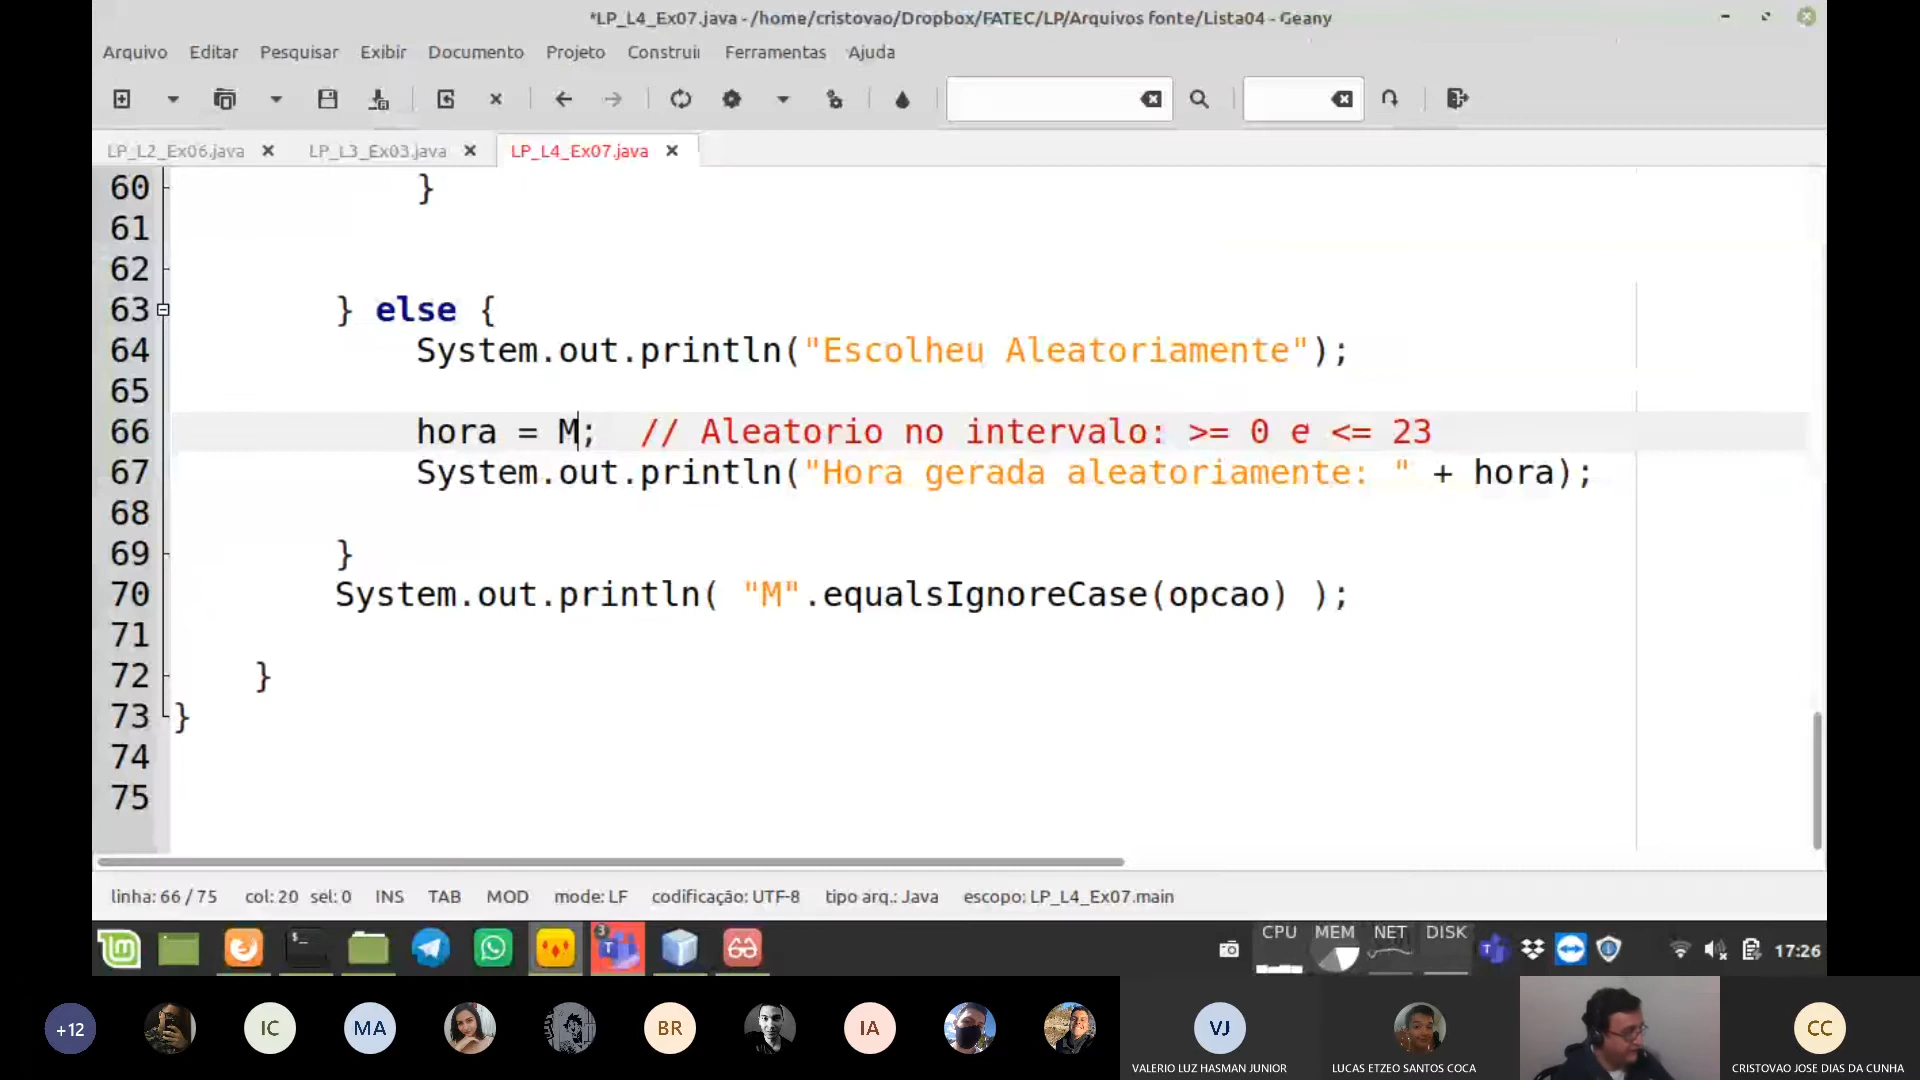 *LP_L4_Ex07.java - /home/cristovao/Dropbox/FATEC/LP/Arquivos fonte/Lista04 - Geany
Arquivo Editar Pesquisar Exibir Documento Projeto Construir Ferramentas Ajuda
LP_L2_Ex06.java LP_L3_Ex03.java LP_L4_Ex07.java
60 }
61
62
63 } else {
64 System.out.println("Escolheu Aleatoriamente");
65
66 hora = M; // Aleatorio no intervalo: >= 0 e <= 23
67 System.out.println("Hora gerada aleatoriamente: " + hora);
68
69 }
70 System.out.println( "M".equalsIgnoreCase(opcao) );
71
72 }
73 }
74
75
linha: 66 / 75 col: 20 sel: 0 INS TAB MOD mode: LF codificação: UTF-8 tipo arq.: Java escopo: LP_L4_Ex07.main
3 CPU MEM NET DISK 17:26
+12 IC MA BR IA VJ CC
VALERIO LUZ HASMAN JUNIOR LUCAS ETZEO SANTOS COCA CRISTOVAO JOSE DIAS DA CUNHA